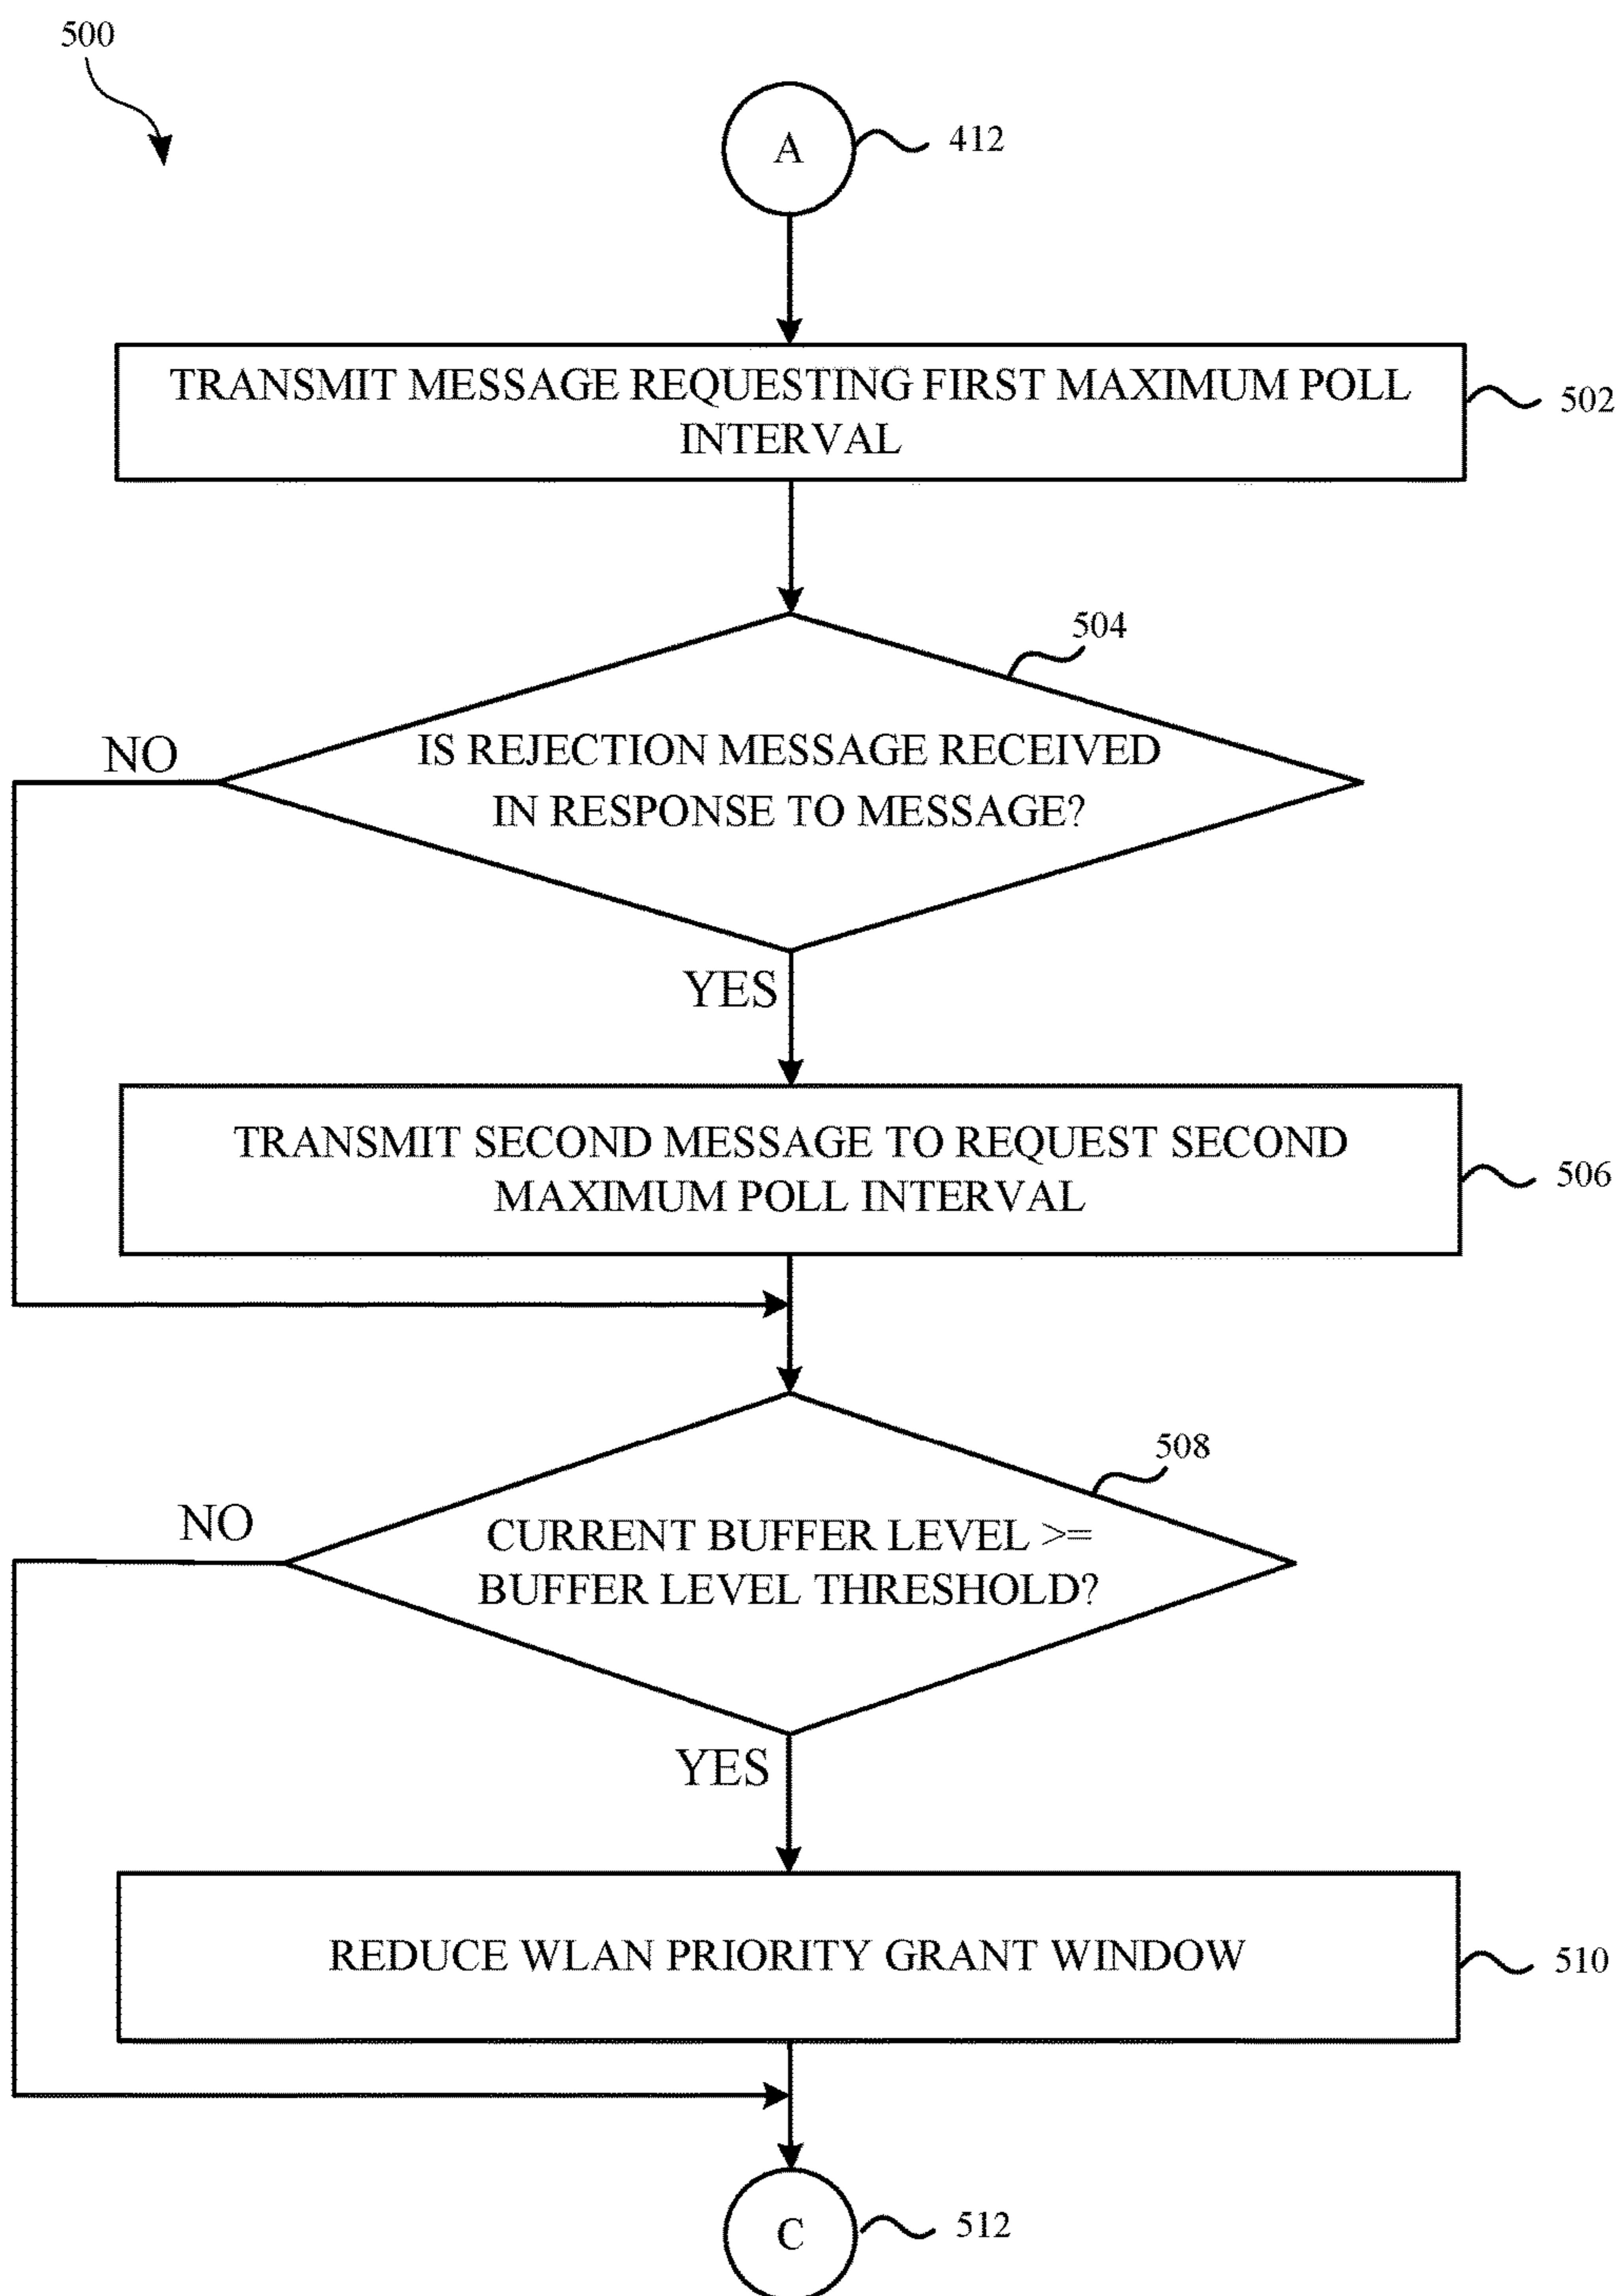 500
A
412
TRANSMIT MESSAGE REQUESTING FIRST MAXIMUM POLL
INTERVAL
502
504
IS REJECTION MESSAGE RECEIVED
IN RESPONSE TO MESSAGE?
NO
YES
TRANSMIT SECOND MESSAGE TO REQUEST SECOND
MAXIMUM POLL INTERVAL
506
508
CURRENT BUFFER LEVEL >=
BUFFER LEVEL THRESHOLD?
NO
YES
REDUCE WLAN PRIORITY GRANT WINDOW
510
C
512